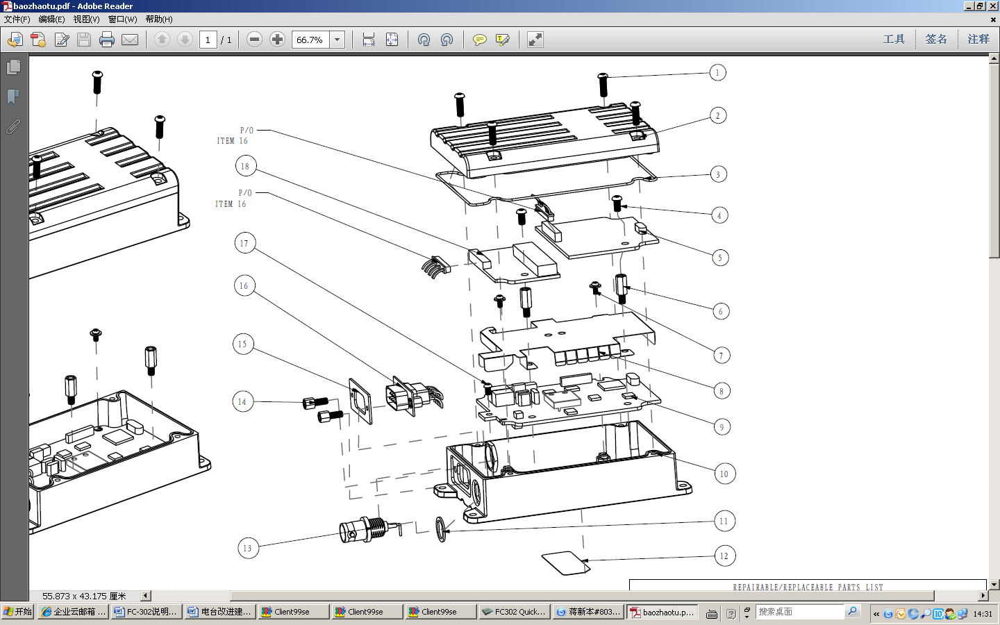 baozhaotu.pdf - Adobe Reader
文件(F) 编辑(E) 视图(V) 窗口(W) 帮助(H)
1 / 1 66.7% 工具 签名 注释
1
2
P/O
ITEM 16
18
3
P/O
ITEM 16
4
17
5
16
6
15
7
8
14
9
10
11
13
12
REPAIRABLE/REPLACEABLE PARTS LIST
55.873 x 43.175 厘米
开始 企业云邮箱 ... FC-302说明... 电台改进建... Client99se Client99se Client99se FC302 Quick... 蒋新本#803... baozhaotu.p... 搜索桌面 14:31